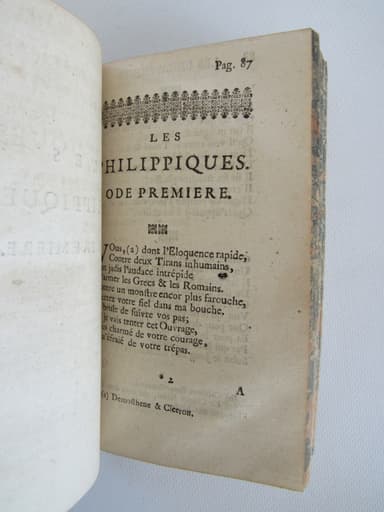 Pag. 87
LES
PHILIPPIQUES.
ODE PREMIERE.
VOus, (a) dont l'Eloquence rapide,
Contre deux Tirans inhumains,
jadis l'audace intrépide
les Grecs & les Romains.
un monstre encor plus farouche,
votre fiel dans ma bouche.
de suivre vos pas;
vais tenter cet Ouvrage,
charmé de votre courage,
de votre trépas.
* 2 A
(a) Demosthene & Ciceron.